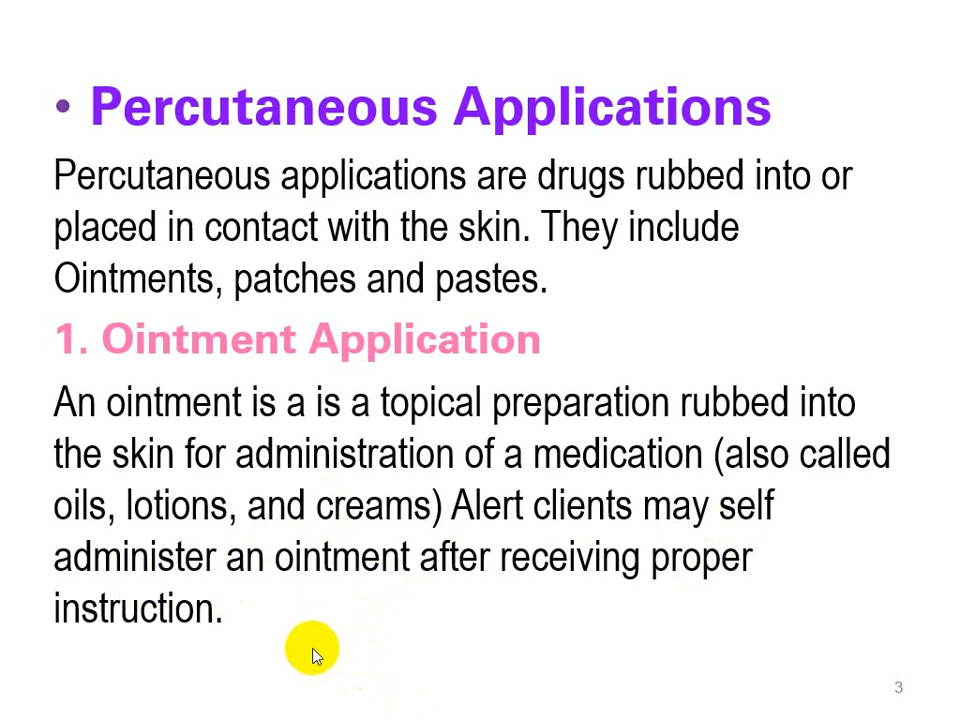 • Percutaneous Applications
Percutaneous applications are drugs rubbed into or
placed in contact with the skin. They include
Ointments, patches and pastes.
1. Ointment Application
An ointment is a is a topical preparation rubbed into
the skin for administration of a medication (also called
oils, lotions, and creams) Alert clients may self
administer an ointment after receiving proper
instruction.
3